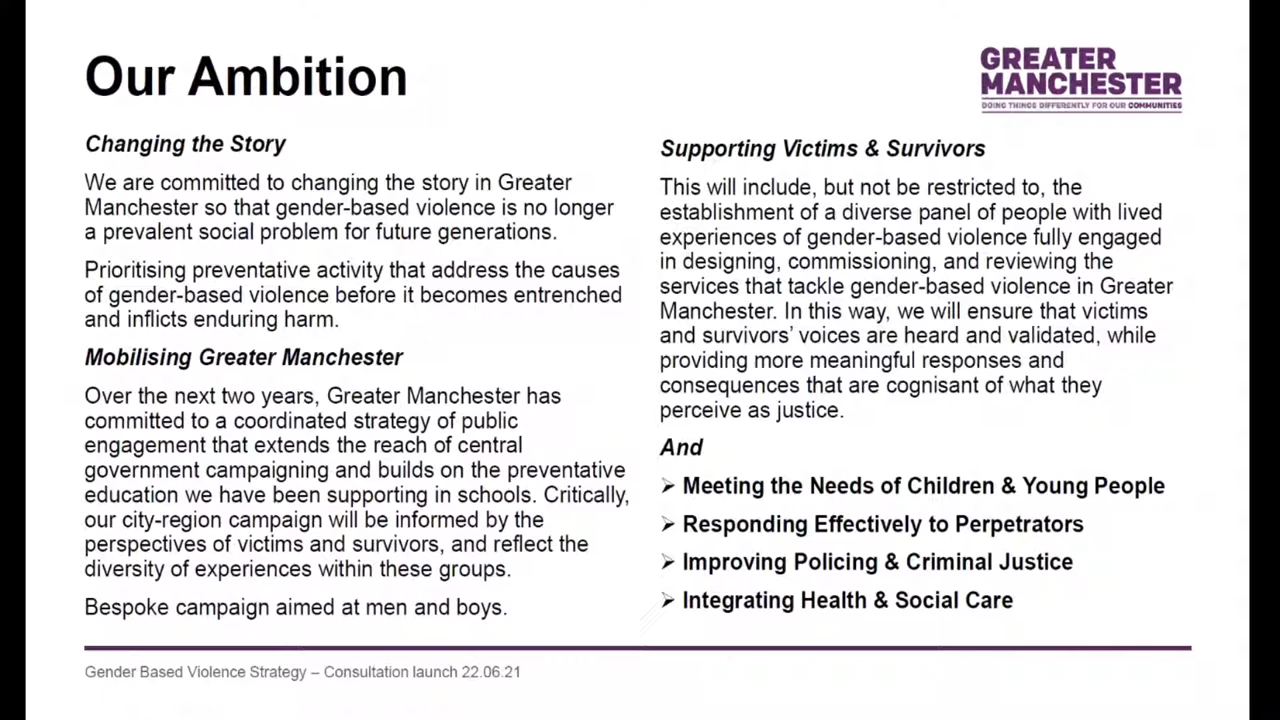 Our Ambition
GREATER
MANCHESTER
DOING THINGS DIFFERENTLY FOR OUR COMMUNITIES
Changing the Story
We are committed to changing the story in Greater
Manchester so that gender-based violence is no longer
a prevalent social problem for future generations.
Prioritising preventative activity that address the causes
of gender-based violence before it becomes entrenched
and inflicts enduring harm.
Mobilising Greater Manchester
Over the next two years, Greater Manchester has
committed to a coordinated strategy of public
engagement that extends the reach of central
government campaigning and builds on the preventative
education we have been supporting in schools. Critically,
our city-region campaign will be informed by the
perspectives of victims and survivors, and reflect the
diversity of experiences within these groups.
Bespoke campaign aimed at men and boys.
Supporting Victims & Survivors
This will include, but not be restricted to, the
establishment of a diverse panel of people with lived
experiences of gender-based violence fully engaged
in designing, commissioning, and reviewing the
services that tackle gender-based violence in Greater
Manchester. In this way, we will ensure that victims
and survivors’ voices are heard and validated, while
providing more meaningful responses and
consequences that are cognisant of what they
perceive as justice.
And
➢ Meeting the Needs of Children & Young People
➢ Responding Effectively to Perpetrators
➢ Improving Policing & Criminal Justice
➢ Integrating Health & Social Care
Gender Based Violence Strategy – Consultation launch 22.06.21